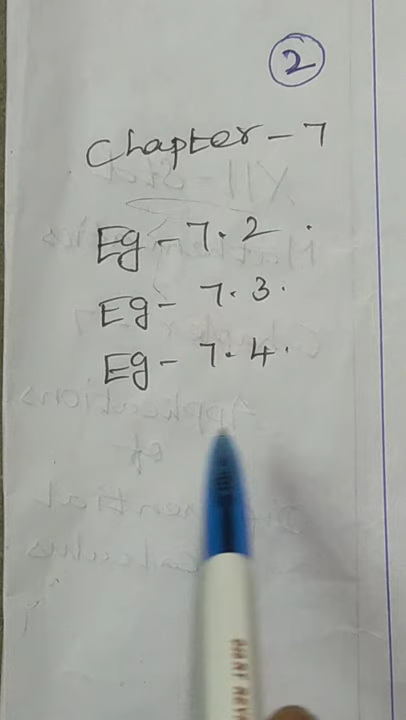 2
Chapter - 7
Eg - 7.2.
Eg - 7.3.
Eg - 7.4.